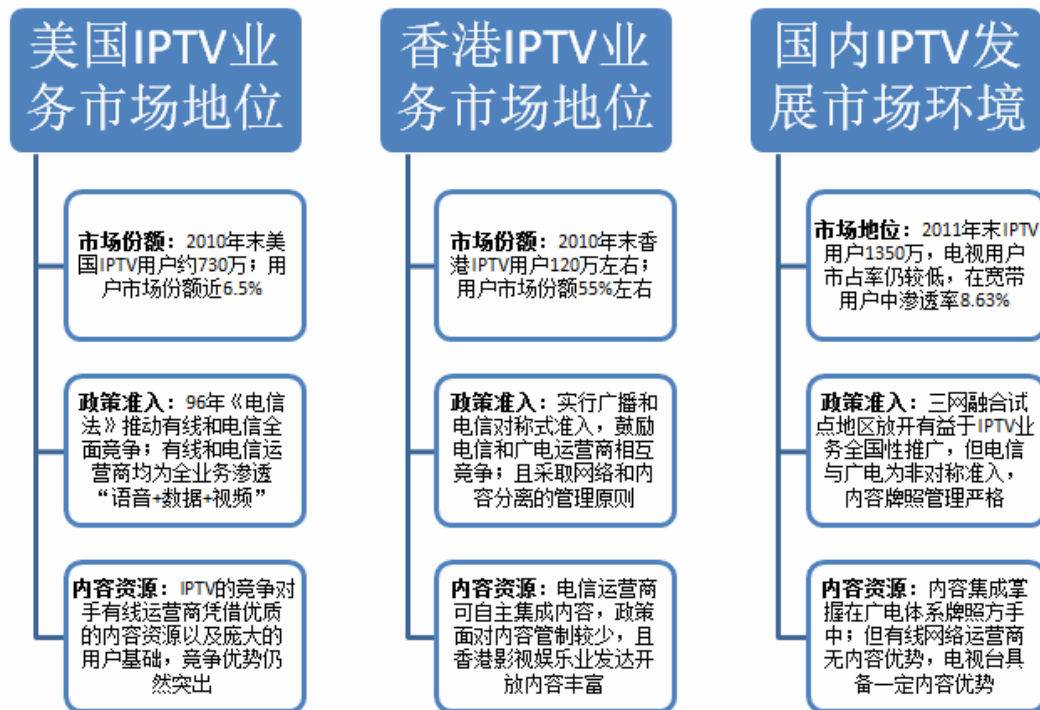 美国IPTV业
务市场地位
市场份额：2010年末美
国IPTV用户约730万；用
户市场份额近6.5%
政策准入：96年《电信
法》推动有线和电信全
面竞争；有线和电信运
营商均为全业务渗透
“语音+数据+视频”
内容资源：IPTV的竞争对
手有线运营商凭借优质
的内容资源以及庞大的
用户基础，竞争优势仍
然突出
香港IPTV业
务市场地位
市场份额：2010年末香
港IPTV用户120万左右；
用户市场份额55%左右
政策准入：实行广播和
电信对称式准入，鼓励
电信和广电运营商相互
竞争；且采取网络和内
容分离的管理原则
内容资源：电信运营商
可自主集成内容，政策
面对内容管制较少，且
香港影视娱乐业发达开
放内容丰富
国内IPTV发
展市场环境
市场地位：2011年末IPTV
用户1350万，电视用户
市占率仍较低，在宽带
用户中渗透率8.63%
政策准入：三网融合试
点地区放开有益于IPTV业
务全国性推广，但电信
与广电为非对称准入，
内容牌照管理严格
内容资源：内容集成掌
握在广电体系牌照方手
中；但有线网络运营商
无内容优势，电视台具
备一定内容优势